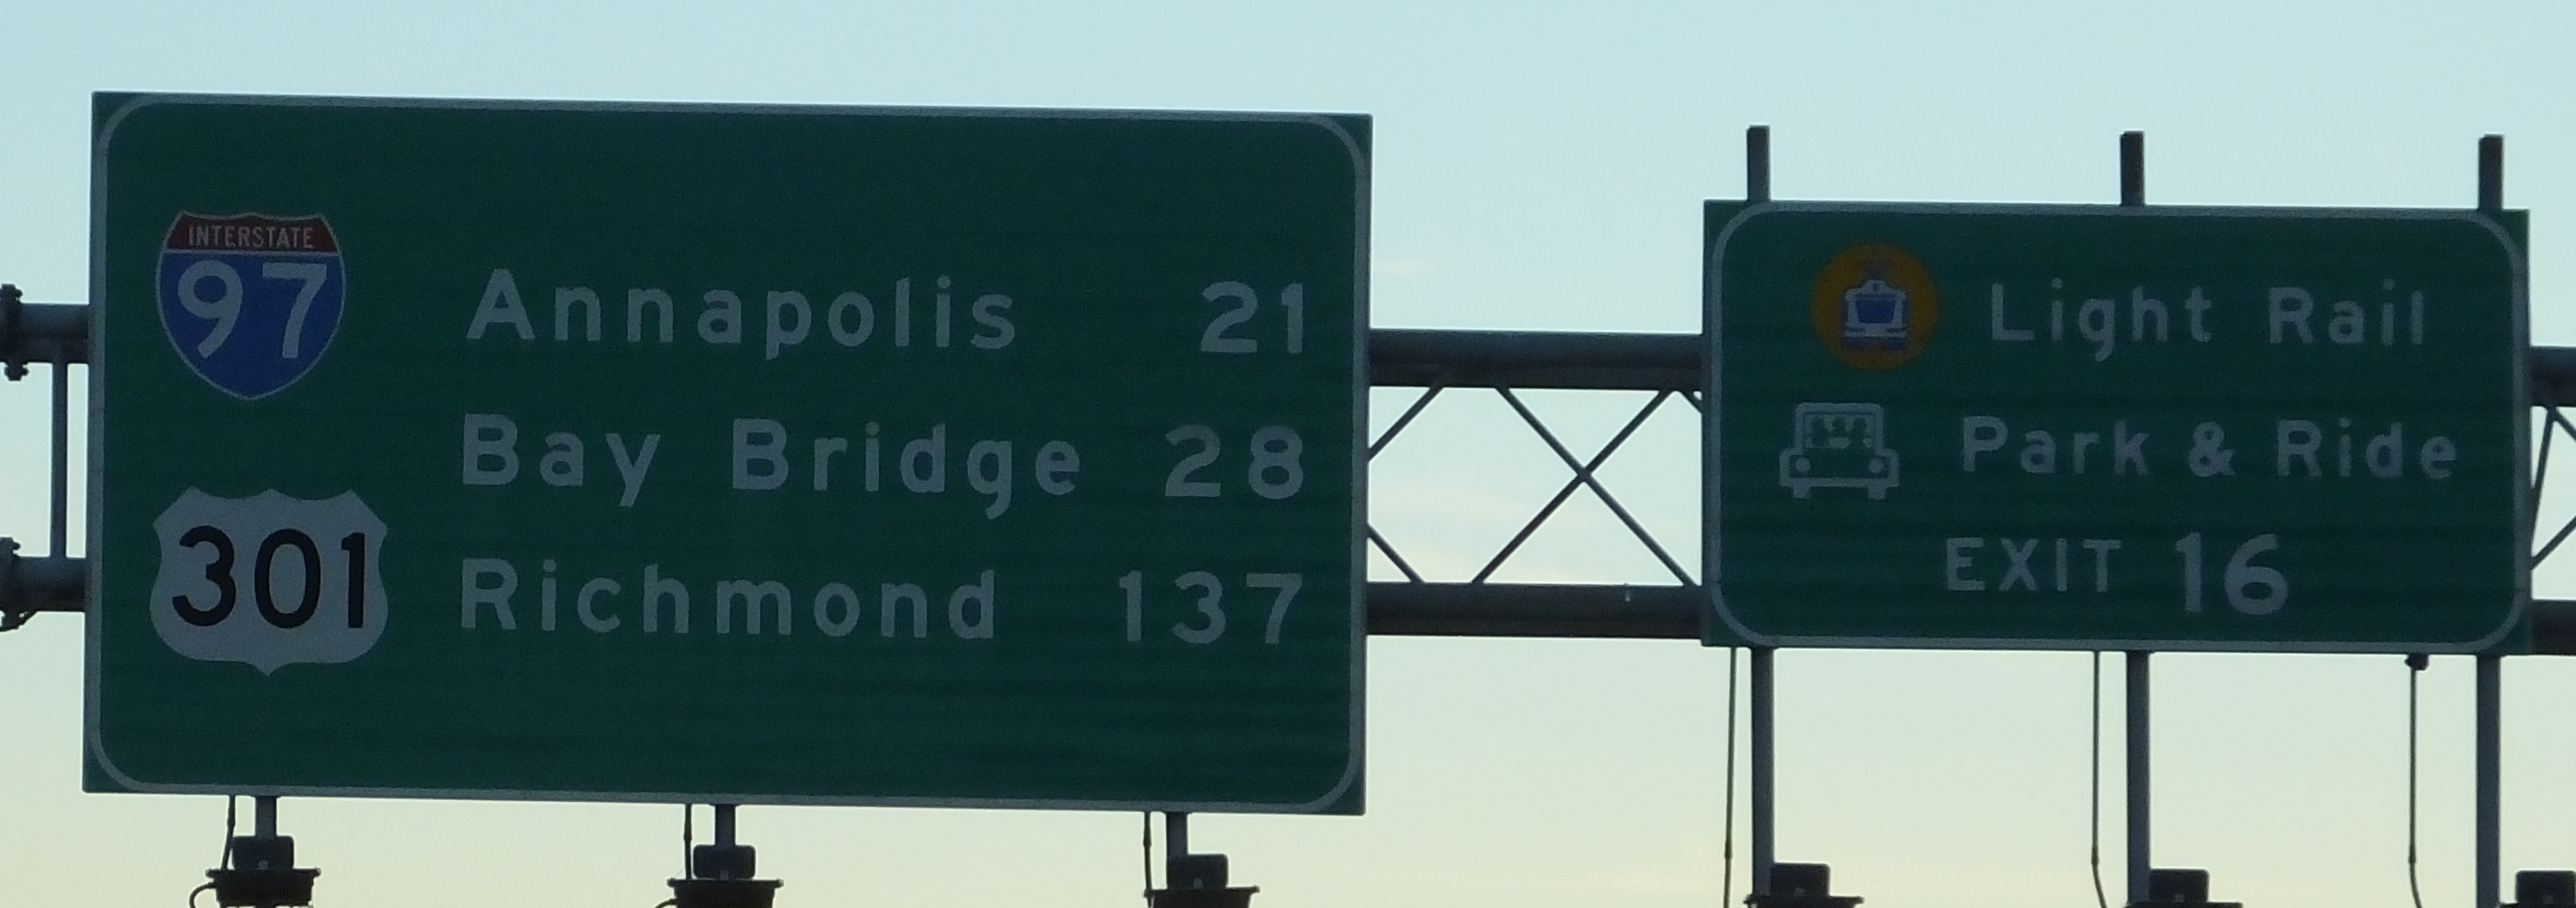 INTERSTATE
97
301
Annapolis 21
Bay Bridge 28
Richmond 137
Light Rail
Park & Ride
EXIT 16